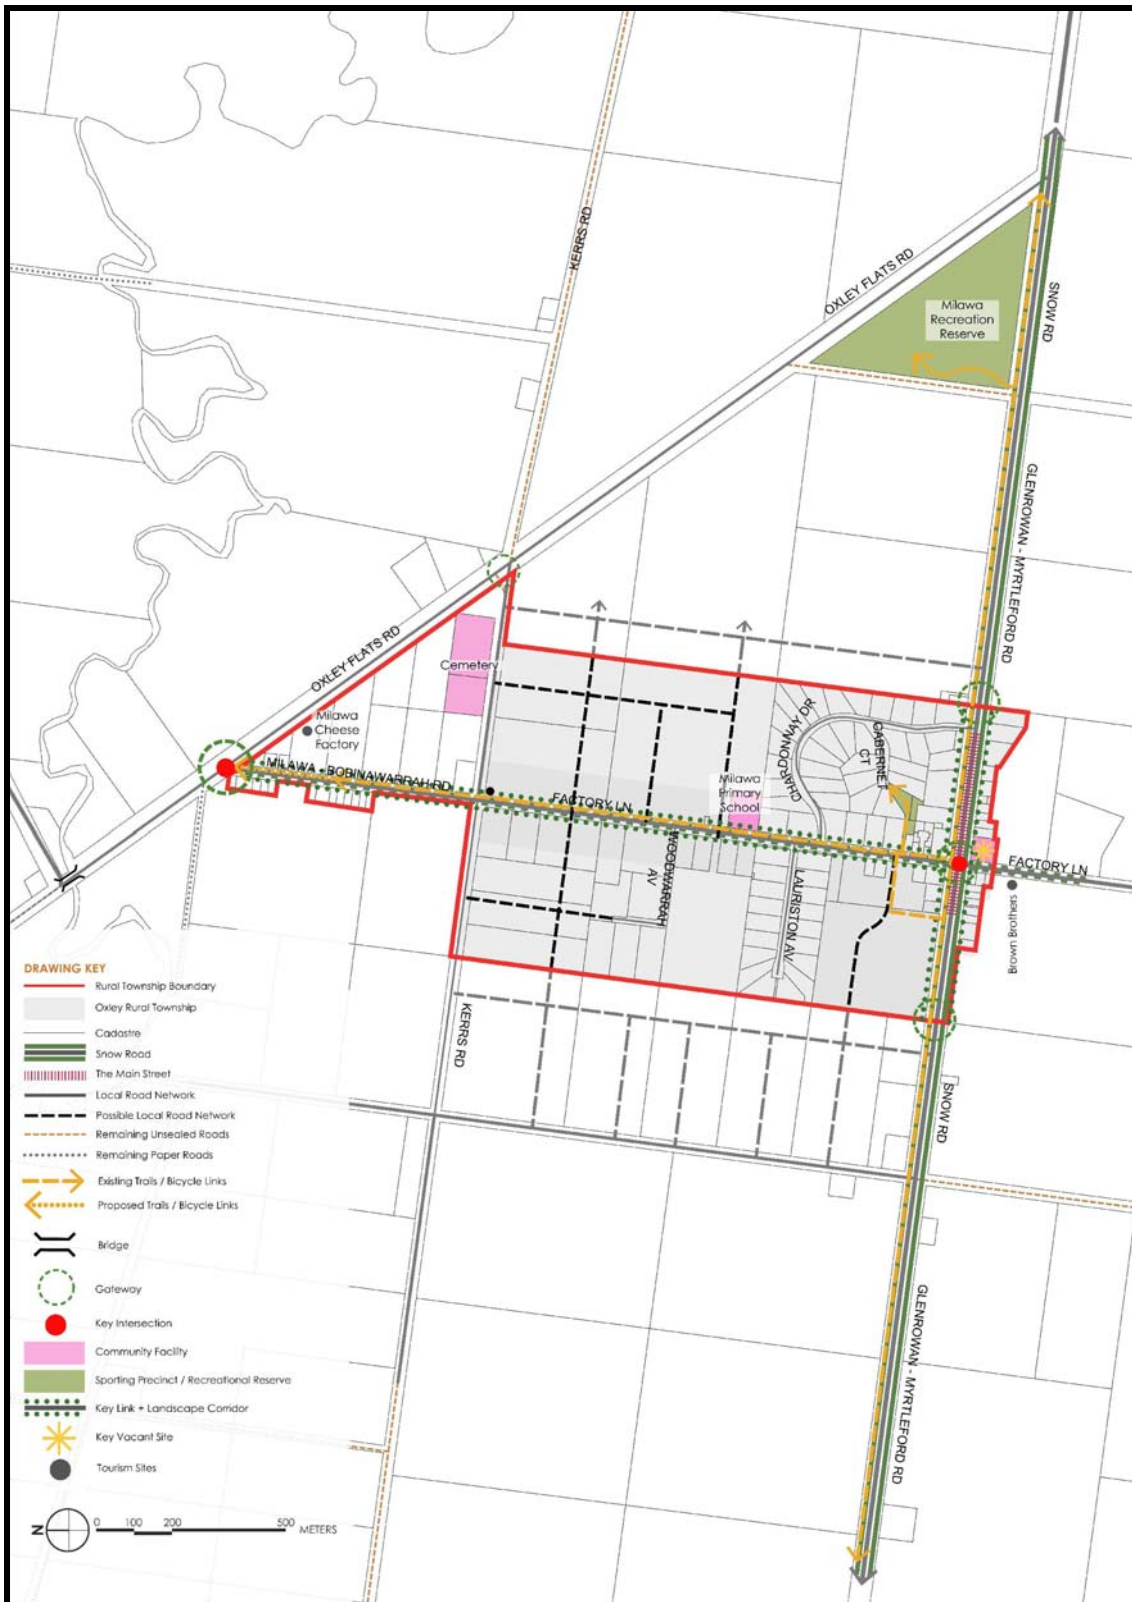 KERRS RD
OXLEY FLATS RD
Milawa
Recreation
Reserve
SNOW RD
GLENROWAN - MYRTLEFORD RD
OXLEY FLATS RD
Cemetery
Milawa
Cheese
Factory
MILAWA - BOBINAWARRAH RD
FACTORY LN
Milawa
Primary
School
CHARDONNAY DR
CABERNET
CT
WOODWARRAH
AV
LAURISTON AV
FACTORY LN
Brown Brothers
KERRS RD
SNOW RD
GLENROWAN - MYRTLEFORD RD
DRAWING KEY
Rural Township Boundary
Oxley Rural Township
Cadastre
Snow Road
The Main Street
Local Road Network
Possible Local Road Network
Remaining Unsealed Roads
Remaining Paper Roads
Existing Trails / Bicycle Links
Proposed Trails / Bicycle Links
Bridge
Gateway
Key Intersection
Community Facility
Sporting Precinct / Recreational Reserve
Key Link + Landscape Corridor
Key Vacant Site
Tourism Sites
N
0 100 200 500 METERS